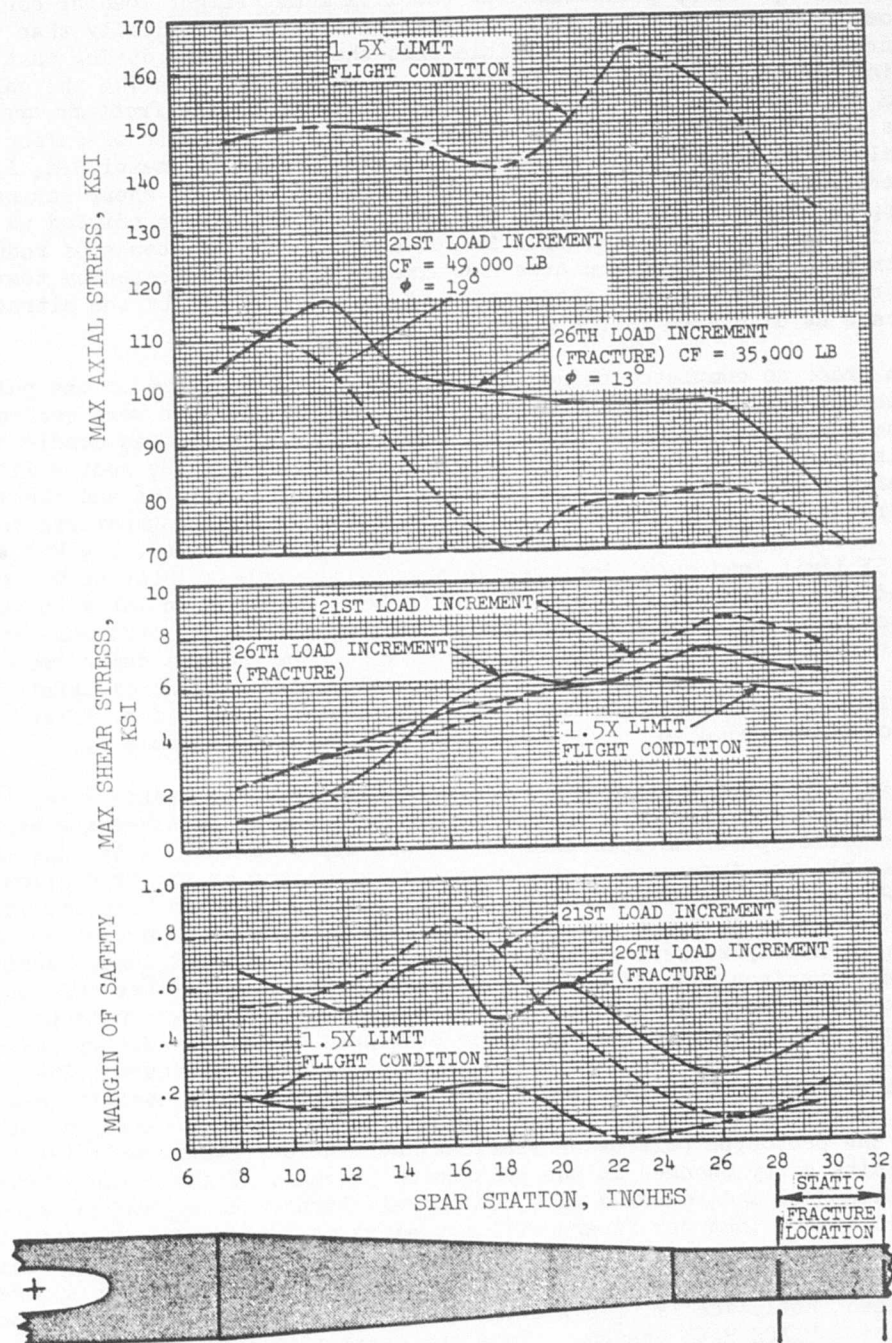 170
160
150
140
130
120
110
100
90
80
70
MAX AXIAL STRESS, KSI
1.5X LIMIT
FLIGHT CONDITION
21ST LOAD INCREMENT
CF = 49,000 LB
φ = 19°
26TH LOAD INCREMENT
(FRACTURE) CF = 35,000 LB
φ = 13°
10
8
6
4
2
0
MAX SHEAR STRESS,
KSI
21ST LOAD INCREMENT
26TH LOAD INCREMENT
(FRACTURE)
1.5X LIMIT
FLIGHT CONDITION
1.0
.8
.6
.4
.2
0
MARGIN OF SAFETY
21ST LOAD INCREMENT
26TH LOAD INCREMENT
(FRACTURE)
1.5X LIMIT
FLIGHT CONDITION
6 8 10 12 14 16 18 20 22 24 26 28 30 32
SPAR STATION, INCHES
STATIC
FRACTURE
LOCATION